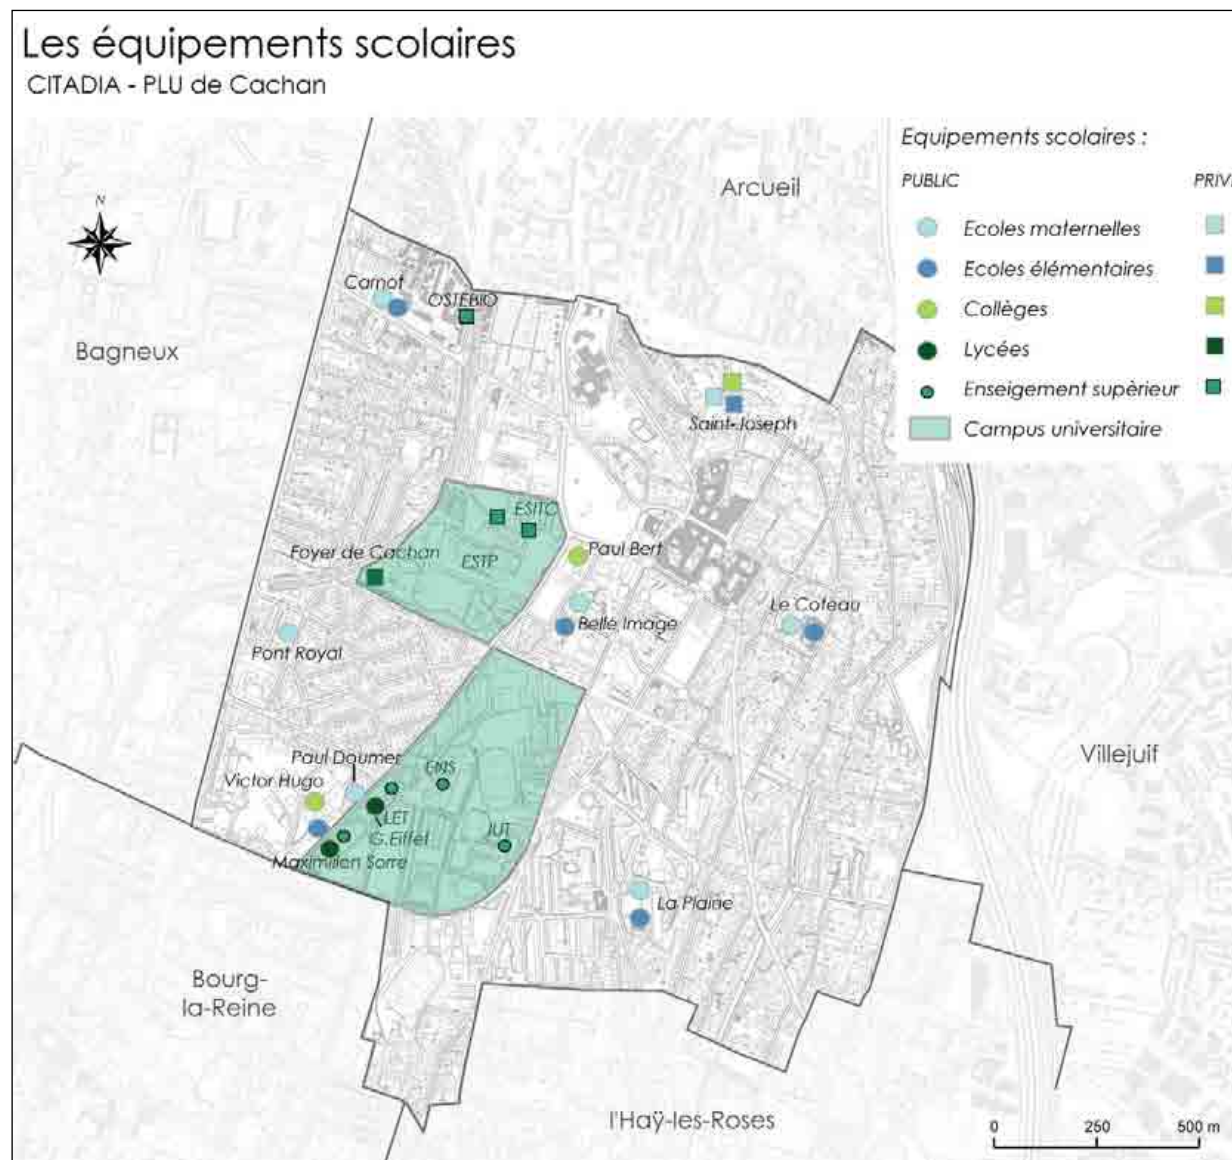 Les équipements scolaires
CITADIA - PLU de Cachan
Equipements scolaires :
PUBLIC
PRIV
Ecoles maternelles
Ecoles élémentaires
Collèges
Lycées
Enseigement supèrieur
Campus universitaire
N
Arcueil
Bagneux
Carnot
OSTEBIO
Saint-Joseph
ESITC
Foyer de Cachan
ESTP
Paul Bert
Belle Image
Le Coteau
Pont Royal
Villejuif
Paul Doumer
ENS
Victor Hugo
LET
G.Eiffel
IUT
Maximilien Sorre
La Plaine
Bourg-
la-Reine
l'Haÿ-les-Roses
0 250 500 m